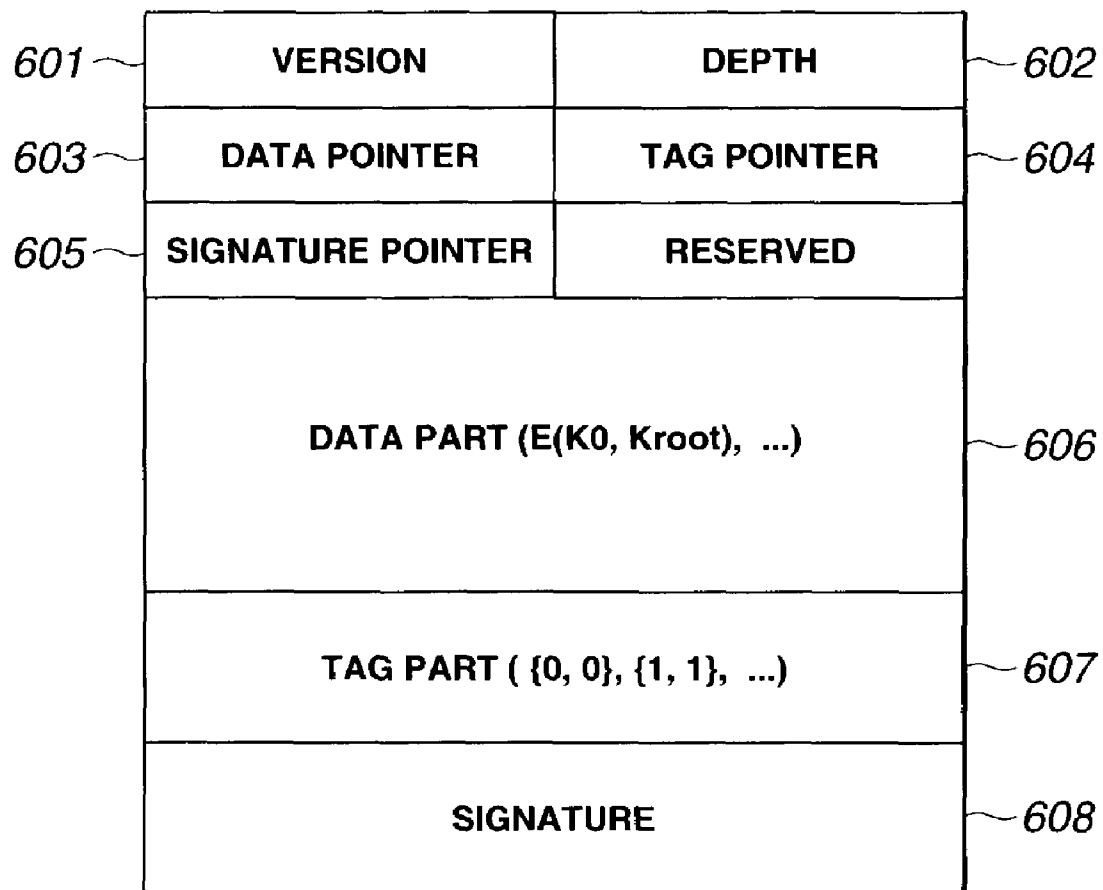 601 VERSION DEPTH 602
603 DATA POINTER TAG POINTER 604
605 SIGNATURE POINTER RESERVED
DATA PART (E(K0, Kroot), ...) 606
TAG PART ( {0, 0}, {1, 1}, ...) 607
SIGNATURE 608